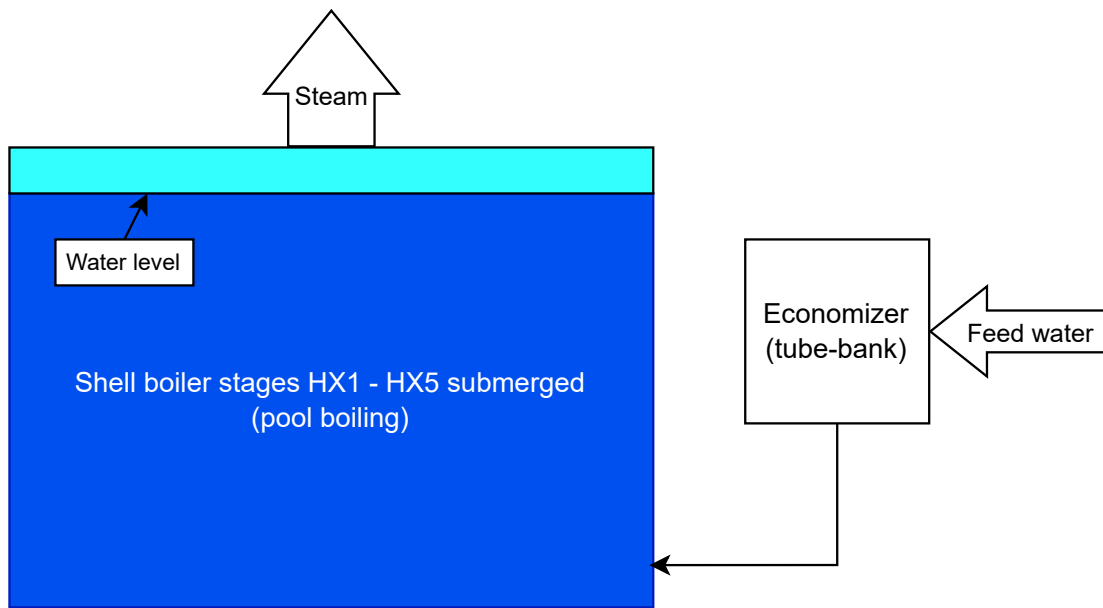 Steam
Water level
Economizer
(tube-bank)
Feed water
Shell boiler stages HX1 - HX5 submerged
(pool boiling)